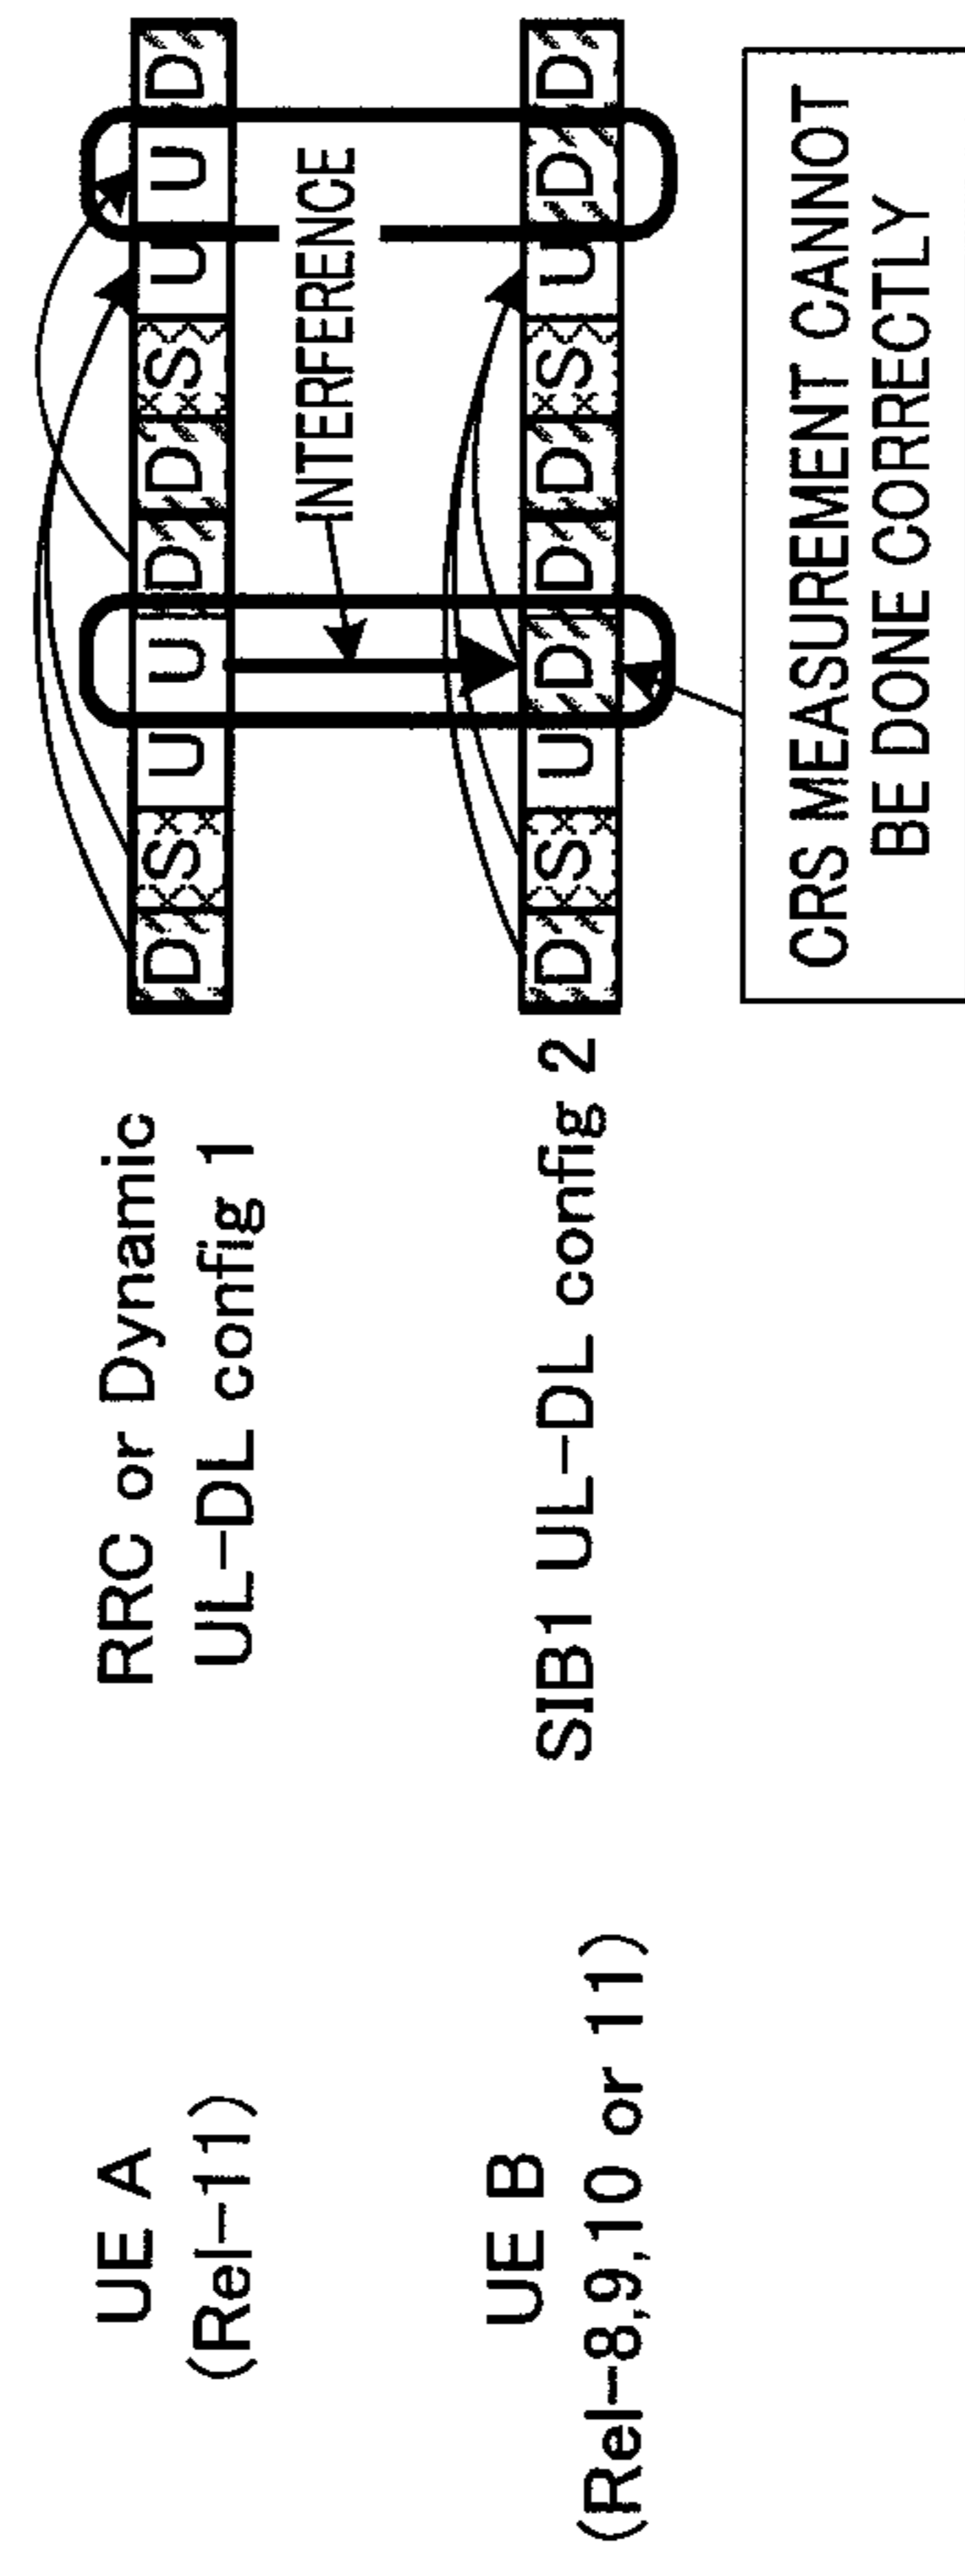 UE A
(Rel-11)
RRC or Dynamic
UL-DL config 1
D S U U D D S U U D
INTERFERENCE
UE B
(Rel-8,9,10 or 11)
SIB1 UL-DL config 2
D S U D D D S U D D
CRS MEASUREMENT CANNOT
BE DONE CORRECTLY